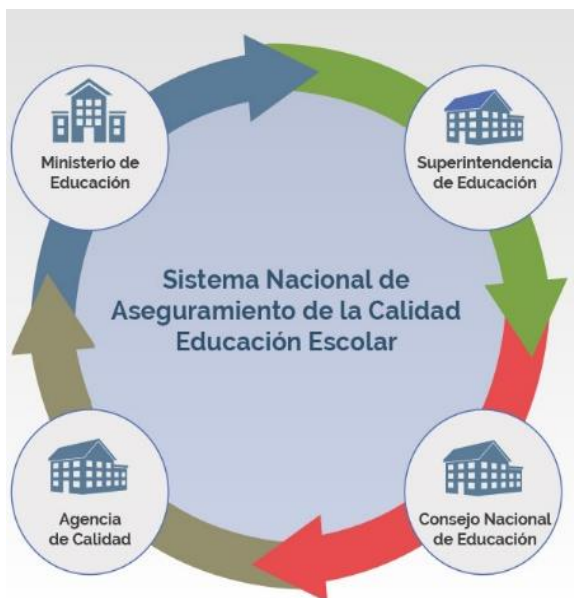 Ministerio de
Educación
Superintendencia
de Educación
Sistema Nacional de
Aseguramiento de la Calidad
Educación Escolar
Agencia
de Calidad
Consejo Nacional
de Educación